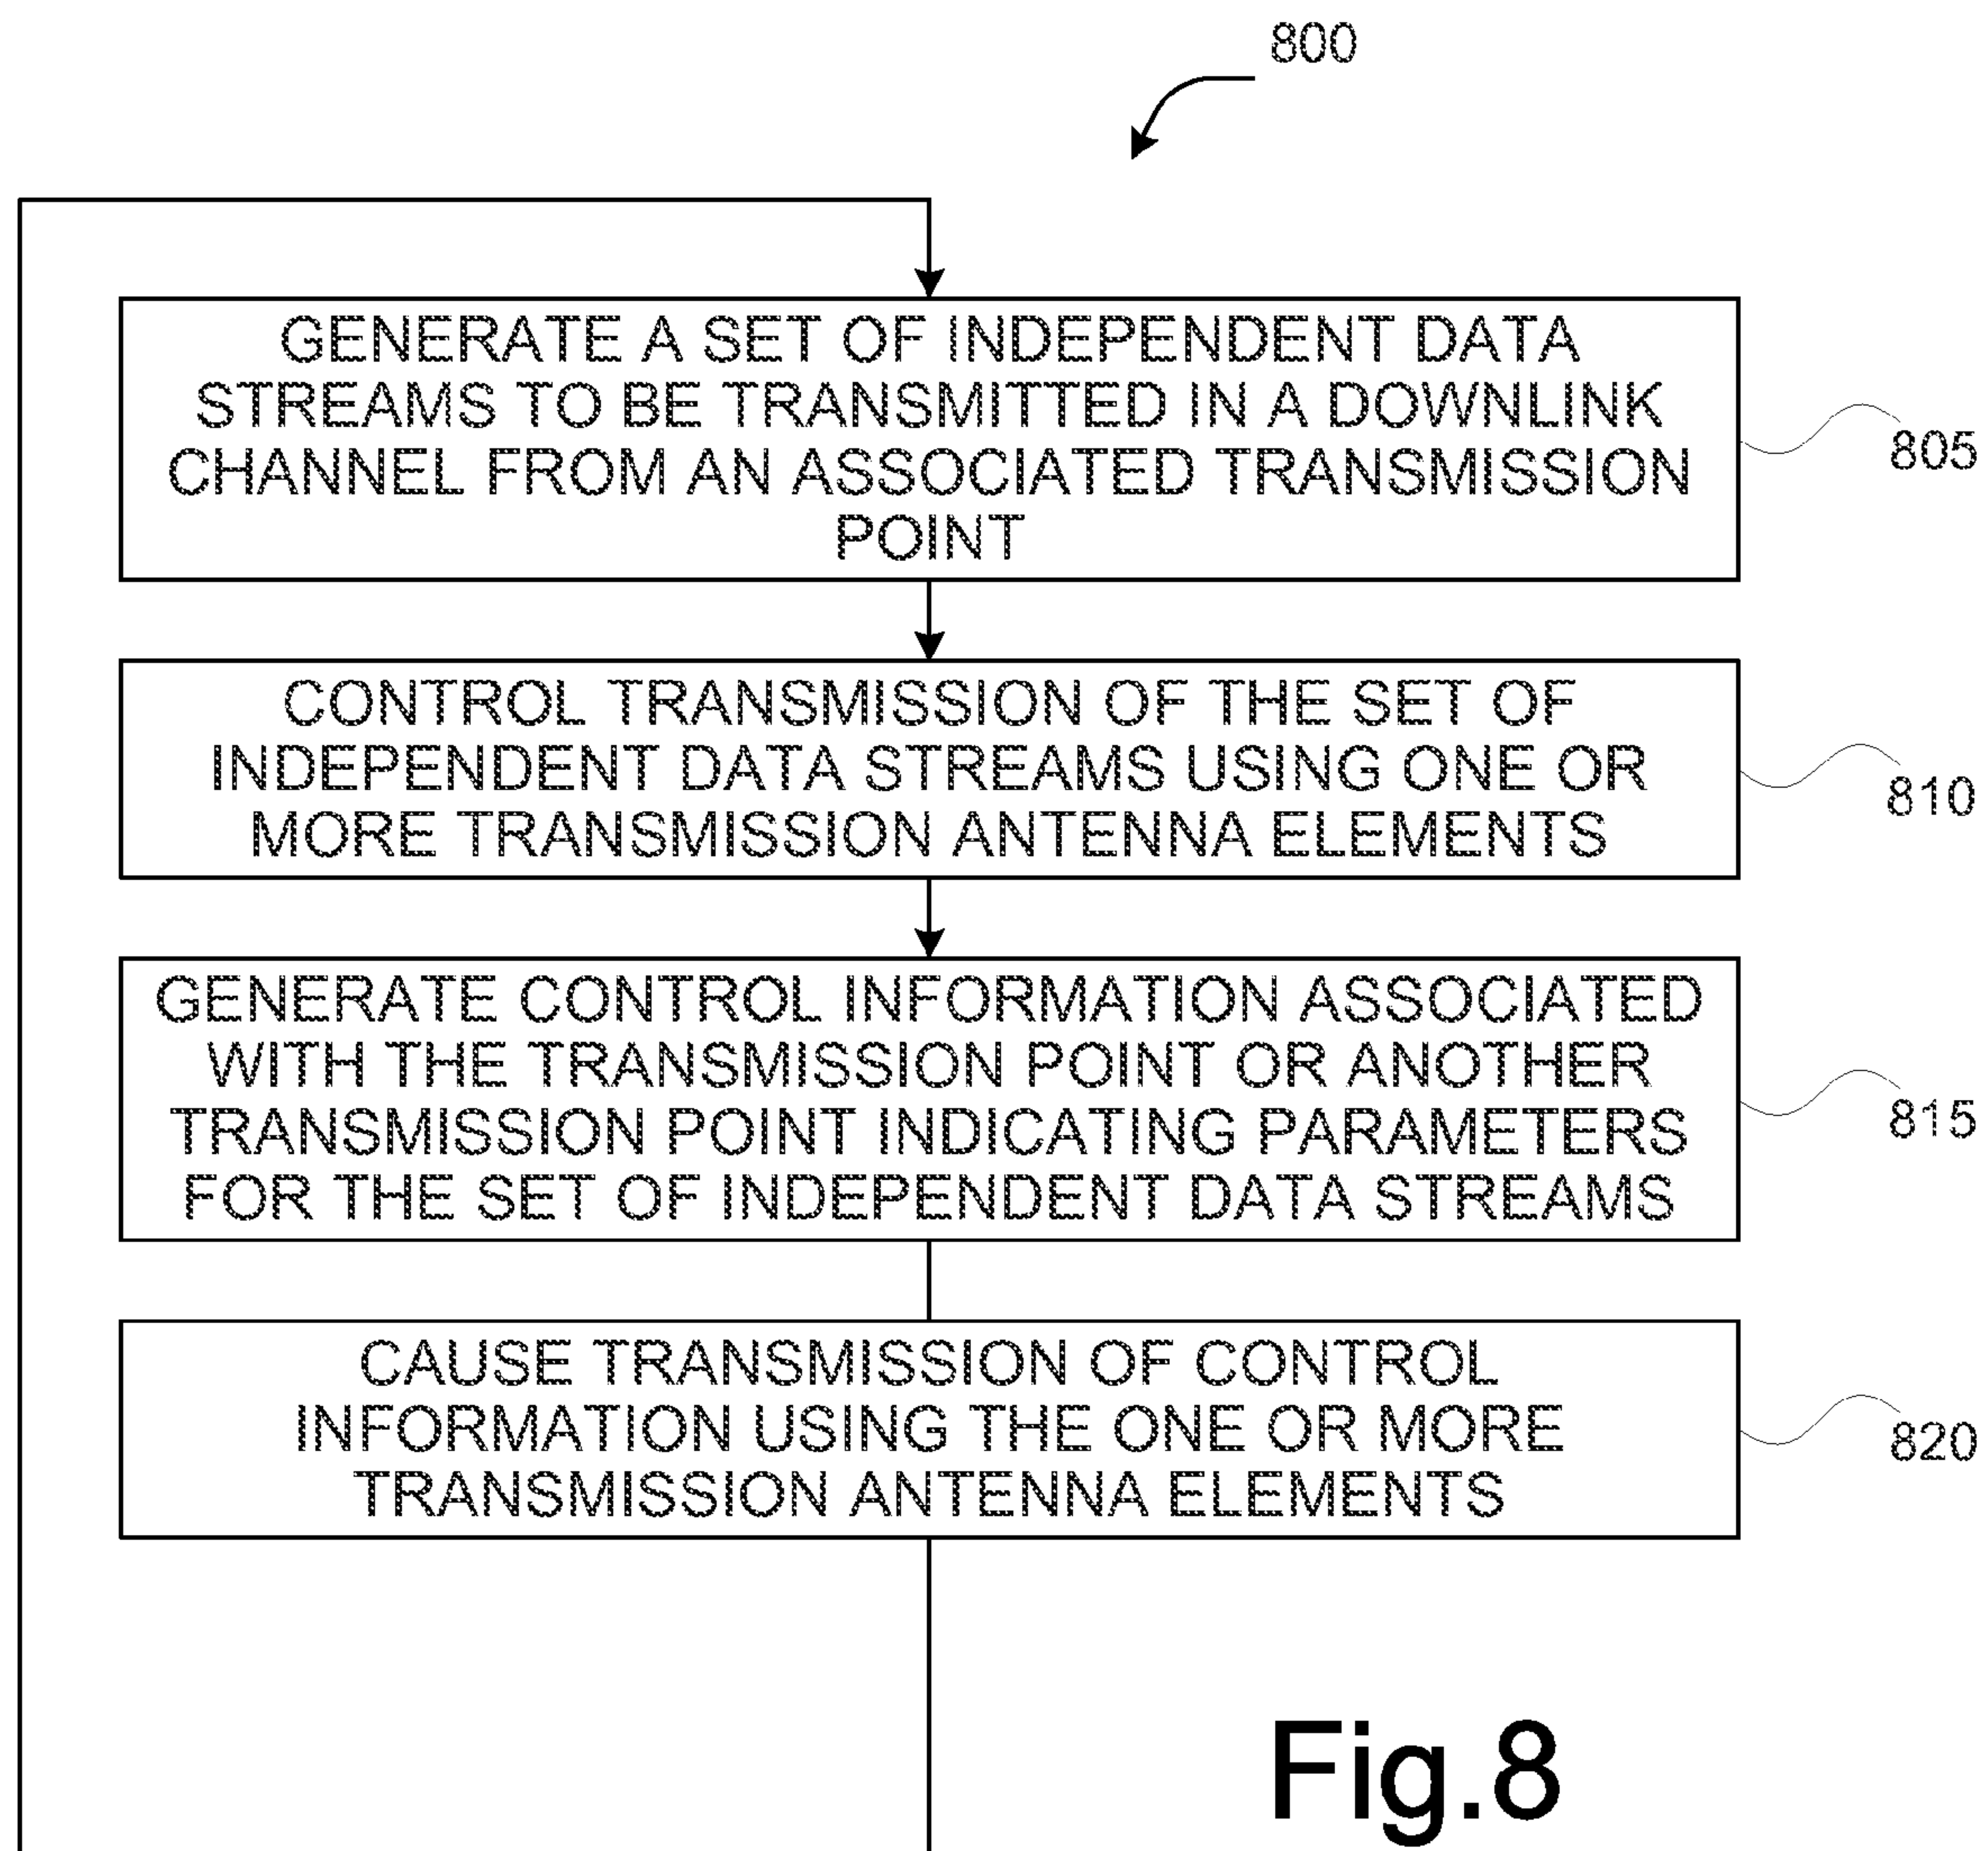 800
GENERATE A SET OF INDEPENDENT DATA
STREAMS TO BE TRANSMITTED IN A DOWNLINK
CHANNEL FROM AN ASSOCIATED TRANSMISSION
POINT
805
CONTROL TRANSMISSION OF THE SET OF
INDEPENDENT DATA STREAMS USING ONE OR
MORE TRANSMISSION ANTENNA ELEMENTS
810
GENERATE CONTROL INFORMATION ASSOCIATED
WITH THE TRANSMISSION POINT OR ANOTHER
TRANSMISSION POINT INDICATING PARAMETERS
FOR THE SET OF INDEPENDENT DATA STREAMS
815
CAUSE TRANSMISSION OF CONTROL
INFORMATION USING THE ONE OR MORE
TRANSMISSION ANTENNA ELEMENTS
820
Fig.8